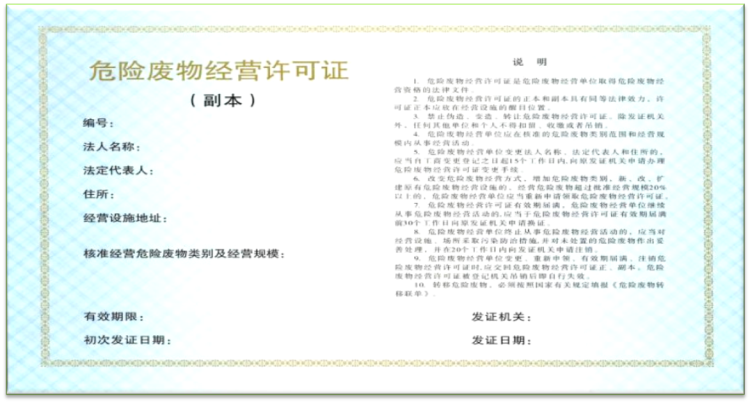 危险废物经营许可证
（副本）
编号：
法人名称：
法定代表人：
住所：
经营设施地址：
核准经营危险废物类别及经营规模：
有效期限：
初次发证日期：
说 明
1. 危险废物经营许可证是危险废物经营单位取得危险废物经
营资格的法律文件。
2. 危险废物经营许可证的正本和副本具有同等法律效力，许
可证正本应放在经营设施的醒目位置。
3. 禁止伪造、变造、转让危险废物经营许可证。除发证机关
外，任何其他单位和个人不得扣留、收缴或者吊销。
4. 危险废物经营单位应在核准的危险废物类别范围和经营规
模内从事经营活动。
5. 危险废物经营单位变更法人名称、法定代表人和住所的，
应当自工商变更登记之日起15个工作日内，向原发证机关申请办理
危险废物经营许可证变更手续。
6. 改变危险废物经营方式，增加危险废物类别，新、改、扩
建原有危险废物经营设施的、经营危险废物超过批准经营规模20%
以上的，危险废物经营单位应当重新申请领取危险废物经营许可证。
7. 危险废物经营许可证有效期届满，危险废物经营单位继续
从事危险废物经营活动的，应当于危险废物经营许可证有效期届满
前30个工作日向原发证机关申请换证。
8. 危险废物经营单位终止从事危险废物经营活动的，应当对
经营设施、场所采取污染防治措施，并对未处置的危险废物作出妥
善处理，并在20个工作日内向发证机关申请注销。
9. 危险废物经营单位变更、重新申领、有效期届满、注销危
险废物经营许可证时，应交回危险废物经营许可证正、副本，危险
废物经营许可证被登记机关吊销后即自行失效。
10. 转移危险废物，必须按照国家有关规定填报《危险废物转
移联单》。
发证机关：
发证日期：